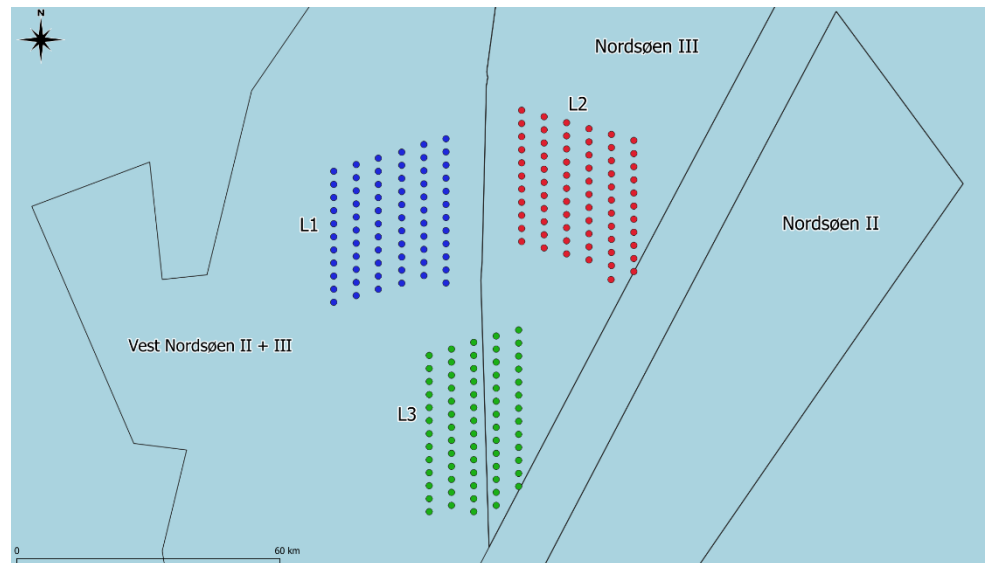 N
Nordsøen III
L2
L1
Nordsøen II
Vest Nordsøen II + III
L3
0
60 km